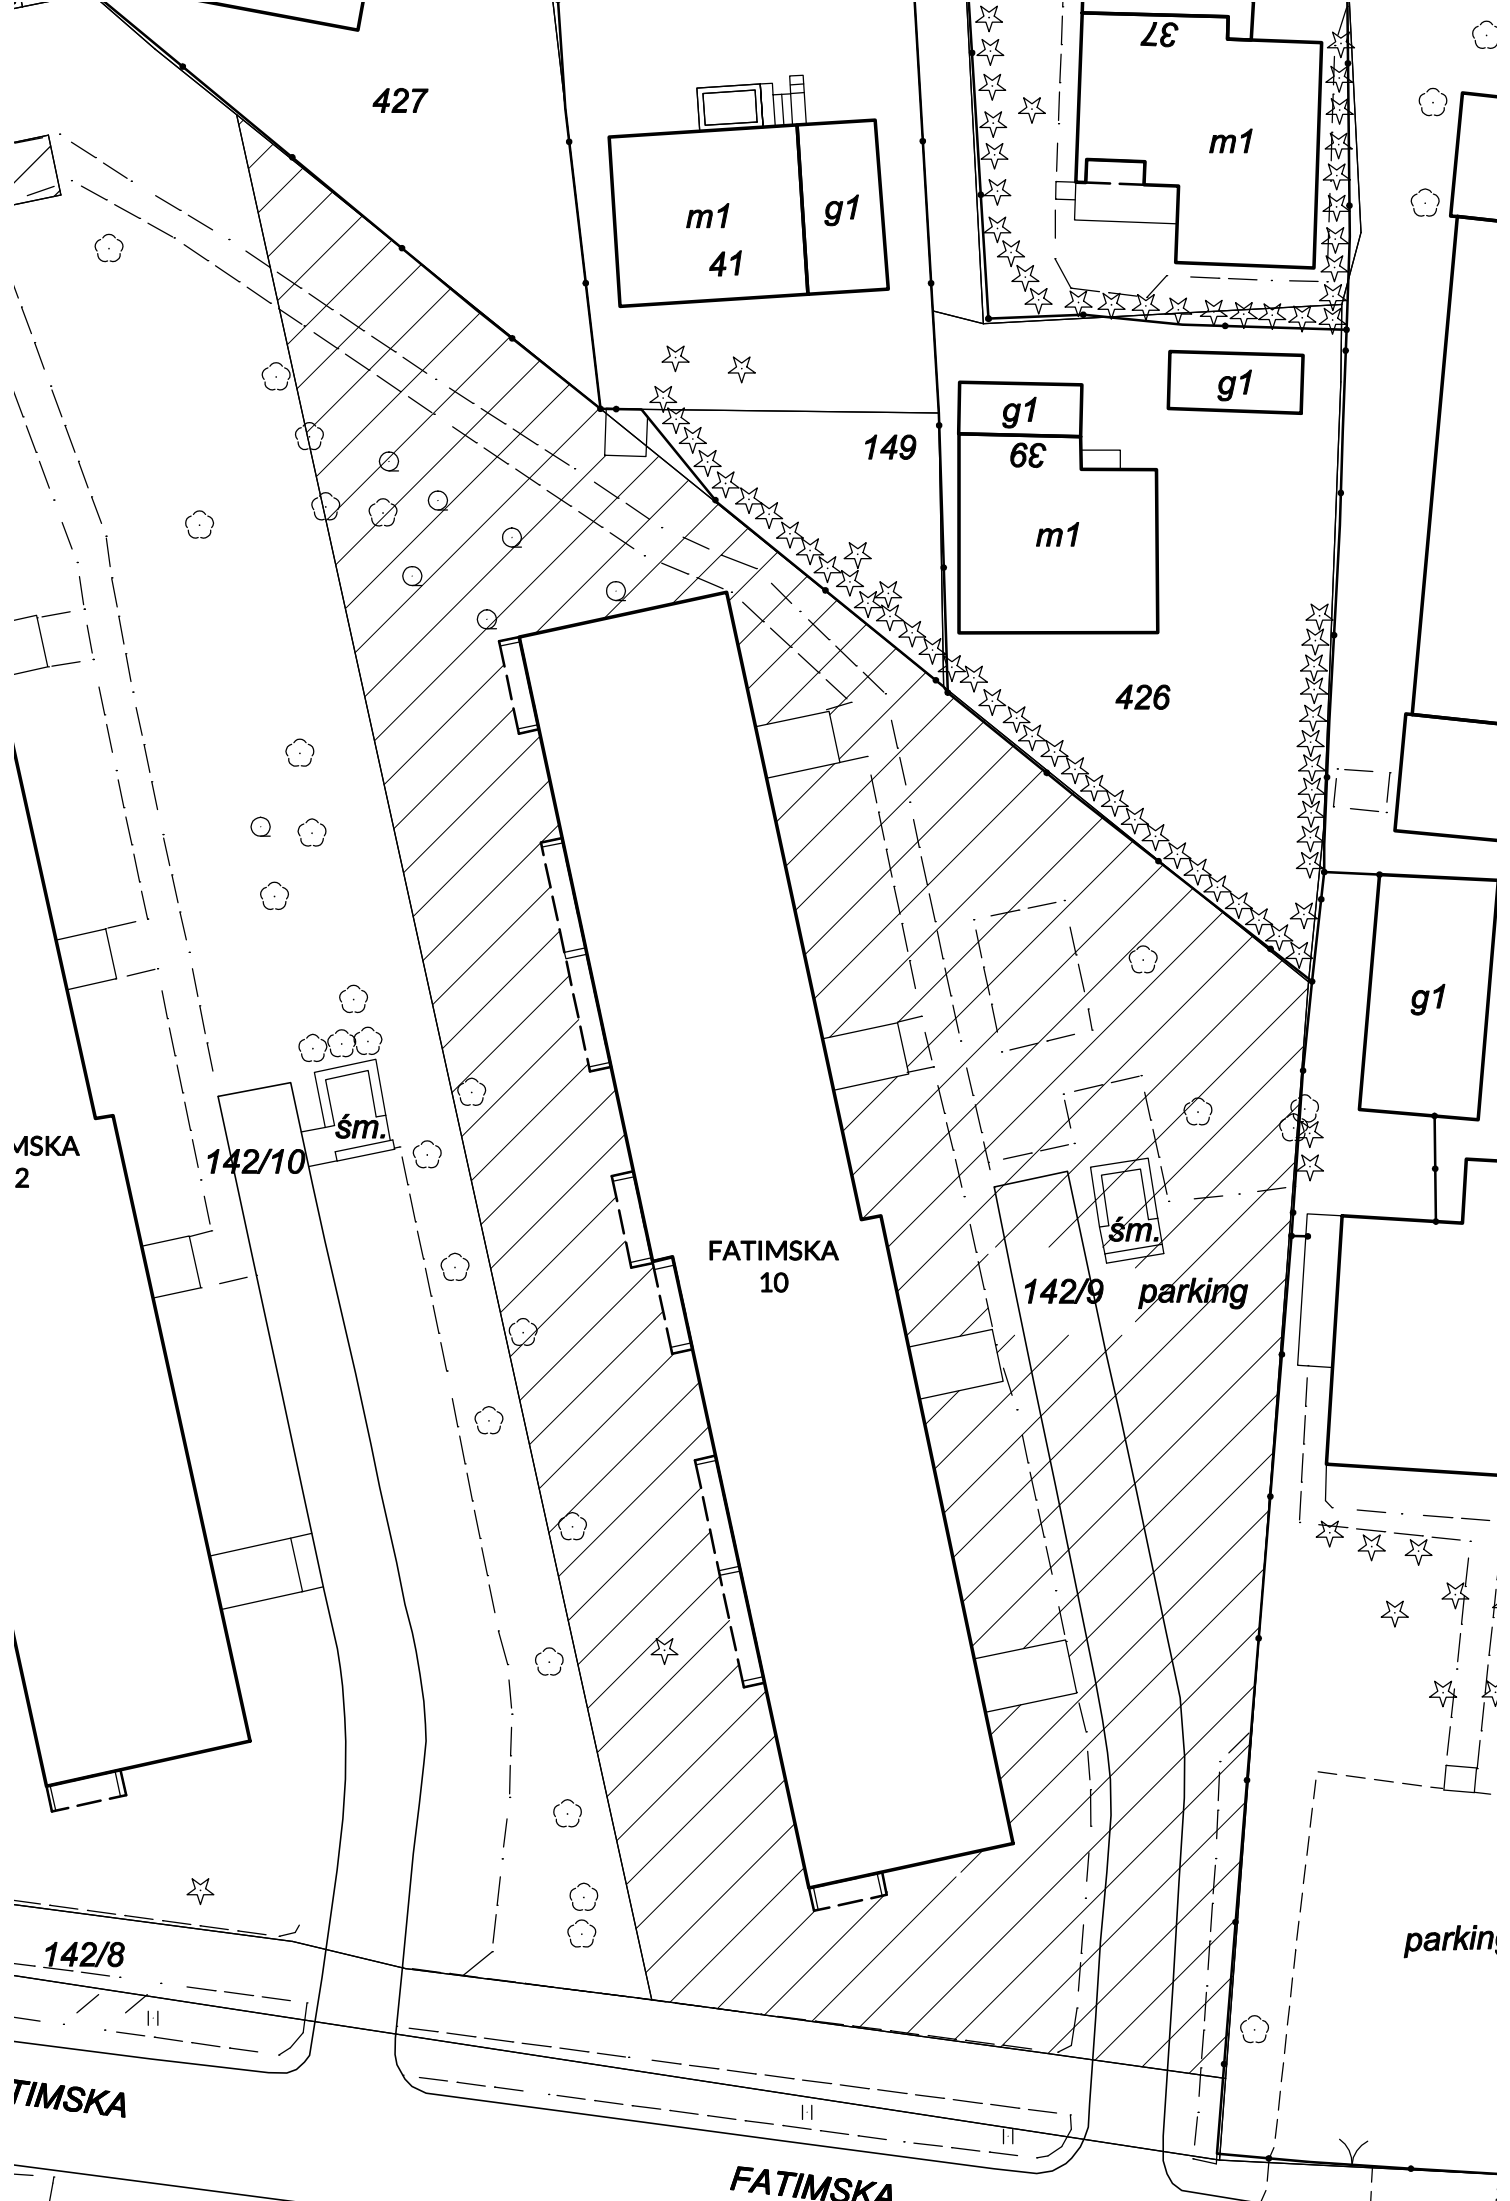 37
427
m1
g1
m1
41
g1
g1
149
39
m1
426
g1
MSKA
2
śm.
142/10
śm.
FATIMSKA
10
142/9 parking
parking
142/8
TIMSKA
FATIMSKA